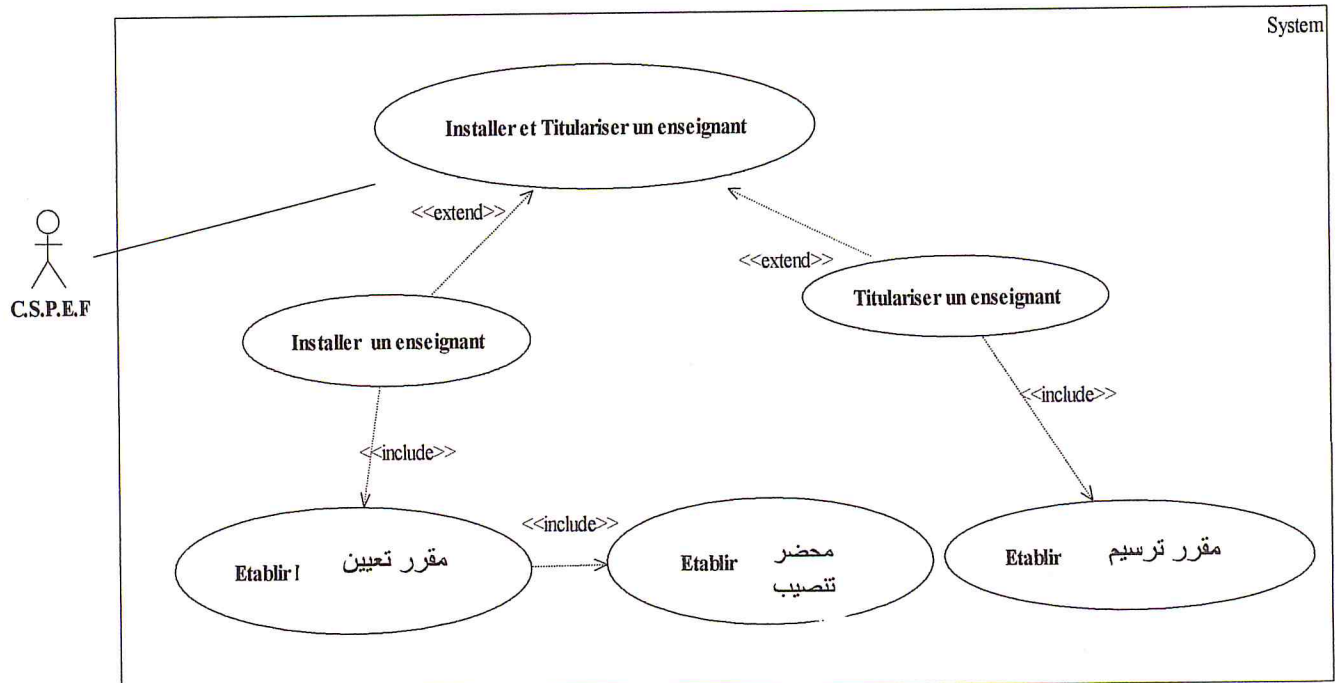 System
Installer et Titulariser un enseignant
<<extend>>
<<extend>>
C.S.P.E.F
Installer un enseignant
Titulariser un enseignant
<<include>>
<<include>>
<<include>>
Etablir مقرر تعيين
Etablir محضر
تنصيب
Etablir مقرر ترسيم